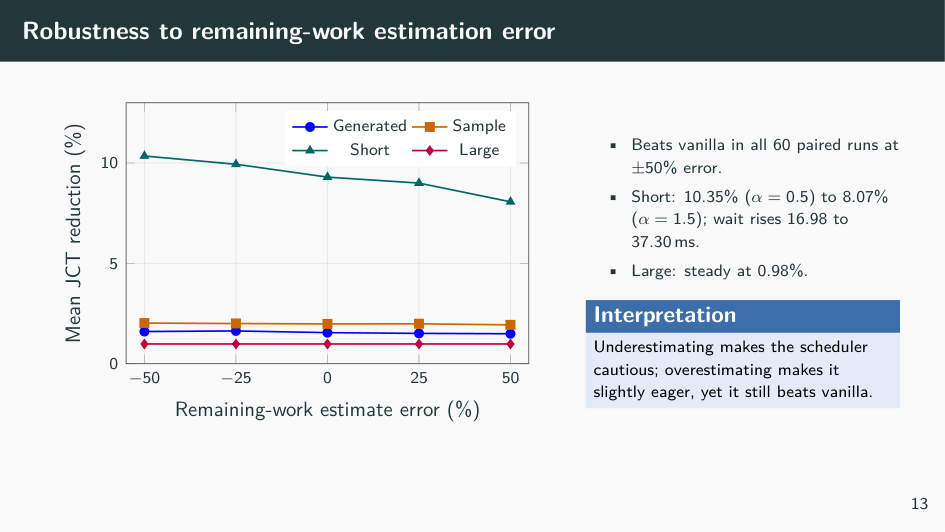 Robustness to remaining-work estimation error
Mean JCT reduction (%)
10
5
0
−50
−25
0
25
50
Remaining-work estimate error (%)
Generated
Sample
Short
Large
▪ Beats vanilla in all 60 paired runs at
±50% error.
▪ Short: 10.35% (α = 0.5) to 8.07%
(α = 1.5); wait rises 16.98 to
37.30 ms.
▪ Large: steady at 0.98%.
Interpretation
Underestimating makes the scheduler
cautious; overestimating makes it
slightly eager, yet it still beats vanilla.
13